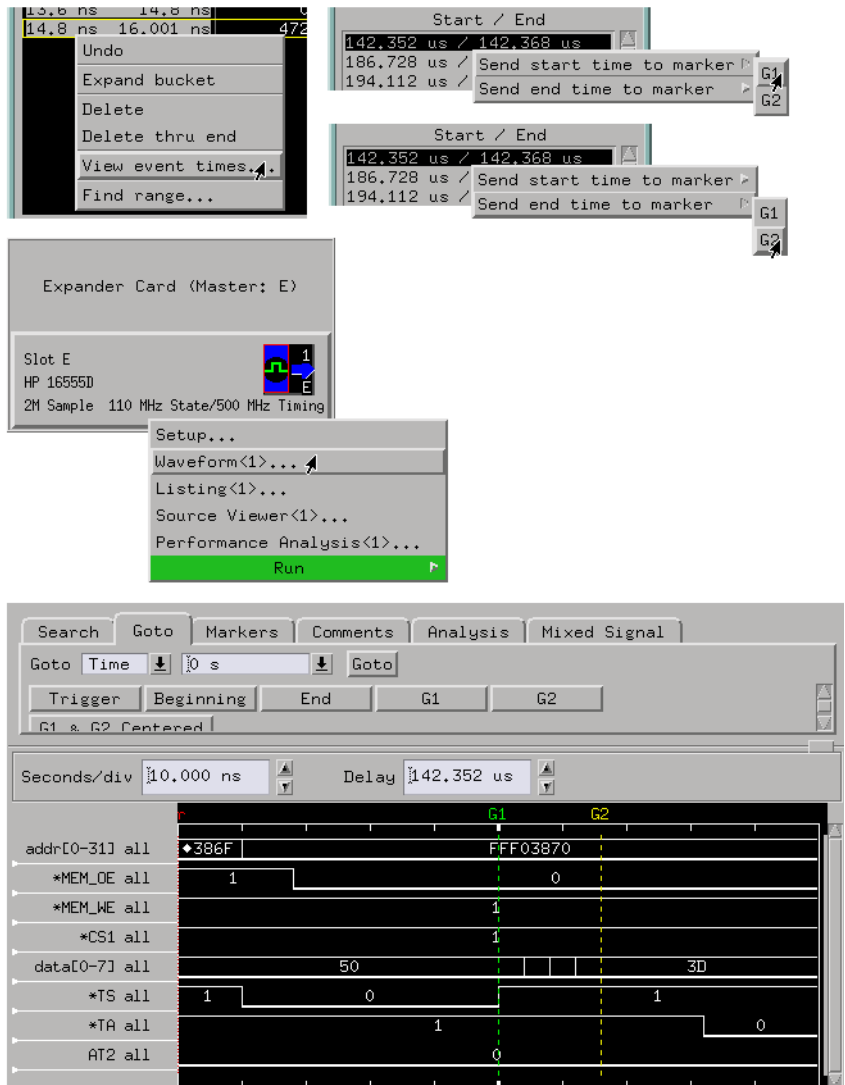 13.6 ns 14.8 ns
14.8 ns 16.001 ns 472
Undo
Expand bucket
Delete
Delete thru end
View event times...
Find range...
Start / End
142.352 us / 142.368 us
186.728 us /
194.112 us /
Send start time to marker
Send end time to marker
G1
G2
Start / End
142.352 us / 142.368 us
186.728 us /
194.112 us /
Send start time to marker
Send end time to marker
G1
G2
Expander Card (Master: E)
Slot E
HP 16555D
2M Sample 110 MHz State/500 MHz Timing
1
E
Setup...
Waveform<1>...
Listing<1>...
Source Viewer<1>...
Performance Analysis<1>...
Run
Search Goto Markers Comments Analysis Mixed Signal
Goto Time 0 s Goto
Trigger Beginning End G1 G2
G1 & G2 Centered
Seconds/div 10.000 ns Delay 142.352 us
G1 G2
addr[0-31] all 386F FFF03870
*MEM_OE all 1 0
*MEM_WE all 1
*CS1 all 1
data[0-7] all 50 3D
*TS all 1 0 1
*TA all 1 0
AT2 all 0